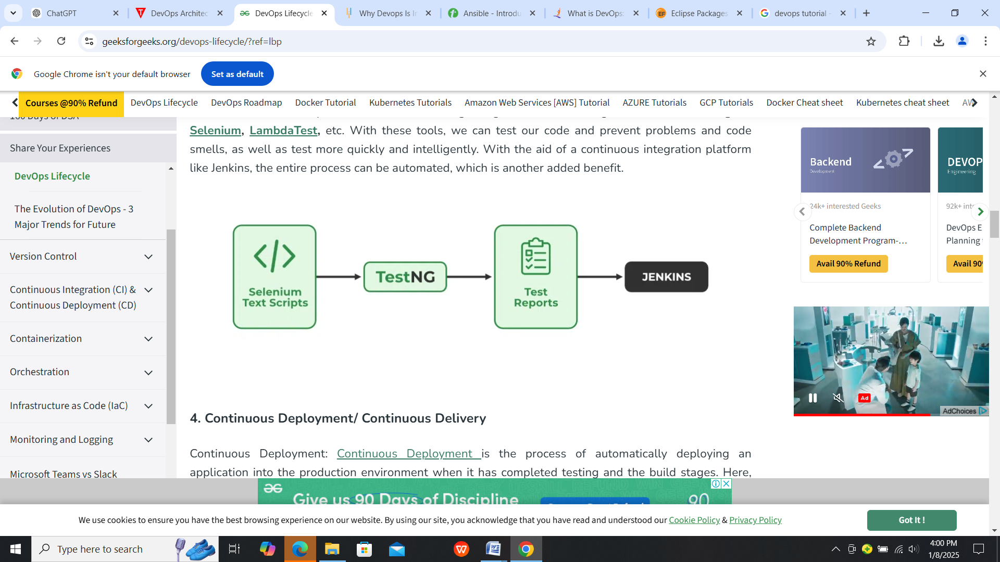 ChatGPT
DevOps Architec
DevOps Lifecycle
Why Devops Is I
Ansible - Introdu
What is DevOps:
Eclipse Packages
devops tutorial -
geeksforgeeks.org/devops-lifecycle/?ref=lbp
Google Chrome isn't your default browser
Set as default
Courses @90% Refund
DevOps Lifecycle
DevOps Roadmap
Docker Tutorial
Kubernetes Tutorials
Amazon Web Services [AWS] Tutorial
AZURE Tutorials
GCP Tutorials
Docker Cheat sheet
Kubernetes cheat sheet
100 Days of DSA
Share Your Experiences
DevOps Lifecycle
The Evolution of DevOps - 3
Major Trends for Future
Version Control
Continuous Integration (CI) &
Continuous Deployment (CD)
Containerization
Orchestration
Infrastructure as Code (IaC)
Monitoring and Logging
Microsoft Teams vs Slack
Selenium, LambdaTest, etc. With these tools, we can test our code and prevent problems and code
smells, as well as test more quickly and intelligently. With the aid of a continuous integration platform
like Jenkins, the entire process can be automated, which is another added benefit.
Selenium
Text Scripts
TestNG
Test
Reports
JENKINS
4. Continuous Deployment/ Continuous Delivery
Continuous Deployment: Continuous Deployment is the process of automatically deploying an
application into the production environment when it has completed testing and the build stages. Here,
Backend
Development
24k+ interested Geeks
Complete Backend
Development Program-...
Avail 90% Refund
DEVOP
Engineering
92k+ int
DevOps E
Planning
Avail 90
Ad
AdChoices
Give us 90 Days of Discipline
90
We use cookies to ensure you have the best browsing experience on our website. By using our site, you acknowledge that you have read and understood our Cookie Policy & Privacy Policy
Got It !
Type here to search
4:00 PM
1/8/2025